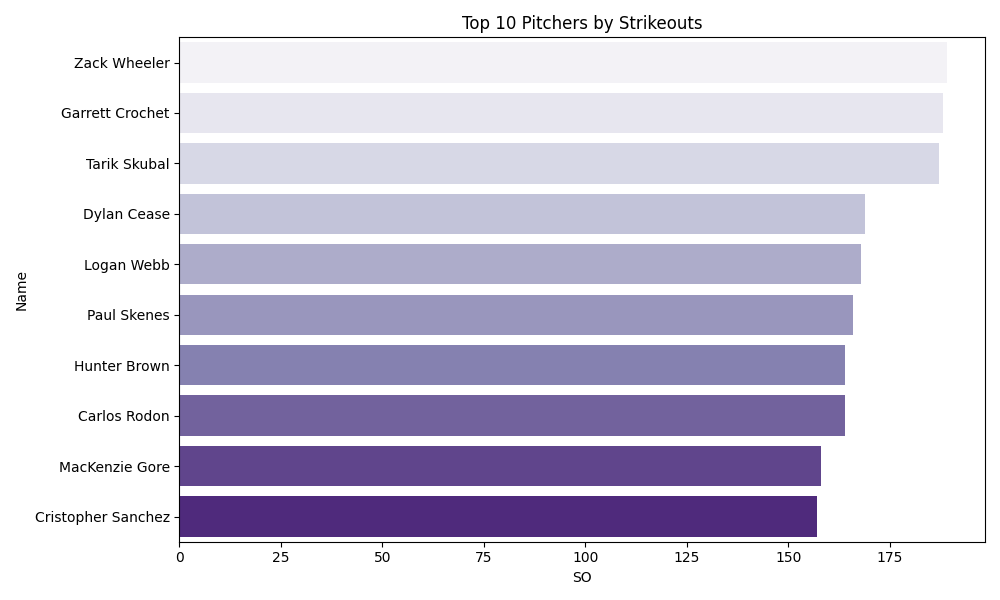 Top 10 Pitchers by Strikeouts
Name
Zack Wheeler
Garrett Crochet
Tarik Skubal
Dylan Cease
Logan Webb
Paul Skenes
Hunter Brown
Carlos Rodon
MacKenzie Gore
Cristopher Sanchez
0 25 50 75 100 125 150 175
SO